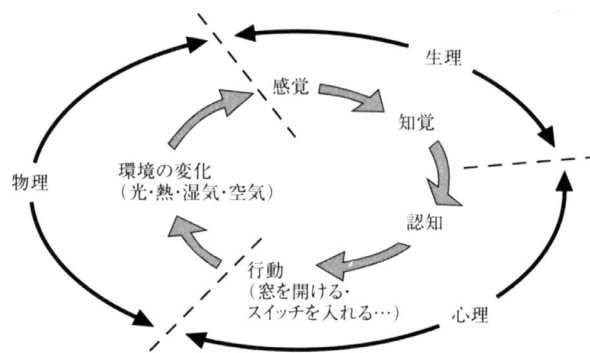 生理
感覚
知覚
環境の変化
(光・熱・湿気・空気)
物理
認知
行動
(窓を開ける・
スイッチを入れる…)
心理